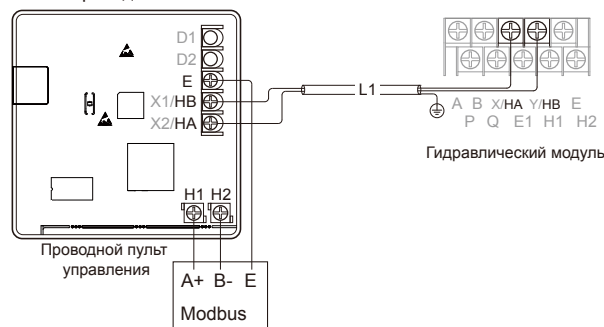 D1
D2
E
X1/HB
X2/HA
L1
A B X/HA Y/HB E
P Q E1 H1 H2
Гидравлический модуль
H1 H2
Проводной пульт
управления
A+ B- E
Modbus